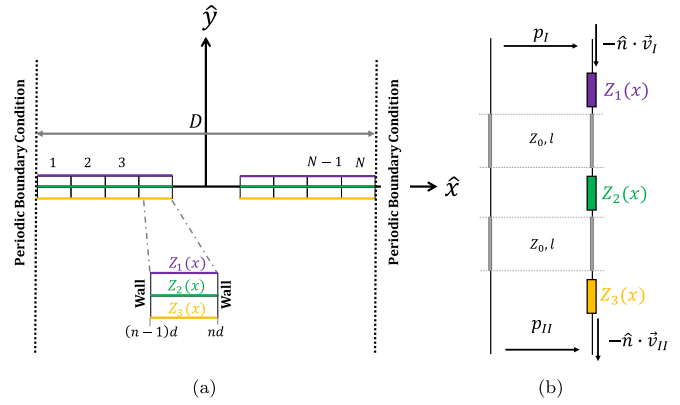 ŷ
Periodic Boundary Condition
D
1 2 3 N − 1 N
x̂
Periodic Boundary Condition
Wall
Z₁(x)
Z₂(x)
Z₃(x)
Wall
(n − 1)d nd
(a)
p_I
−n̂ · v⃗_I
Z₁(x)
Z₀, l
Z₂(x)
Z₀, l
Z₃(x)
p_II
−n̂ · v⃗_II
(b)